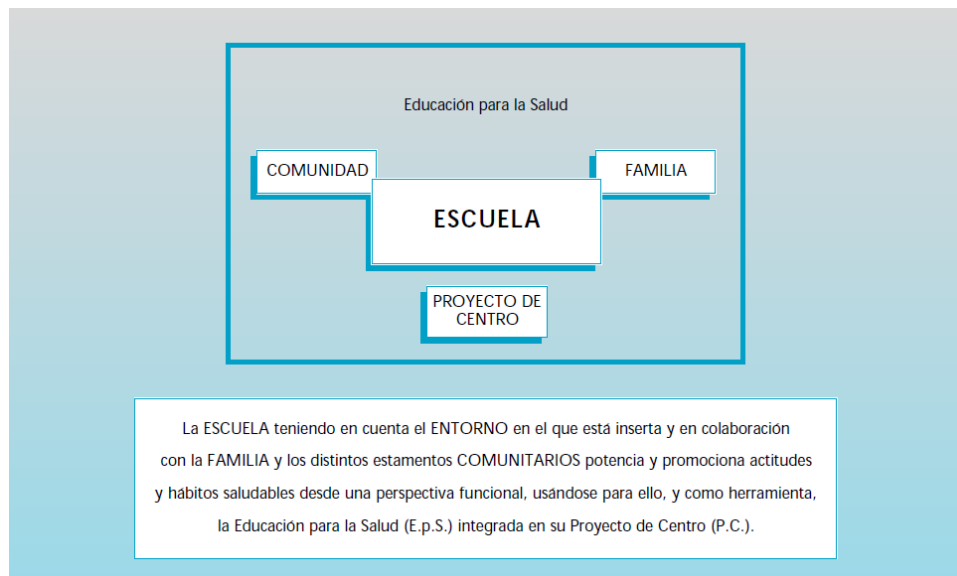 Educación para la Salud
COMUNIDAD
FAMILIA
ESCUELA
PROYECTO DE
CENTRO
La ESCUELA teniendo en cuenta el ENTORNO en el que está inserta y en colaboración
con la FAMILIA y los distintos estamentos COMUNITARIOS potencia y promociona actitudes
y hábitos saludables desde una perspectiva funcional, usándose para ello, y como herramienta,
la Educación para la Salud (E.p.S.) integrada en su Proyecto de Centro (P.C.).